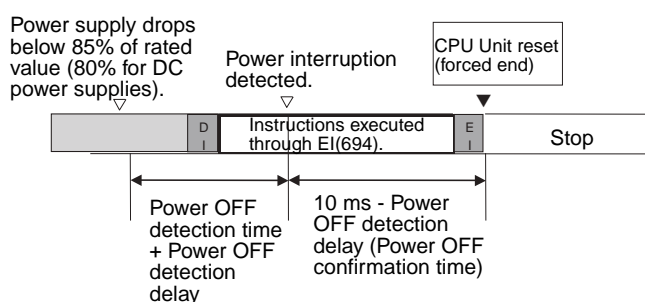 Power supply drops
below 85% of rated
value (80% for DC
power supplies).
Power interruption
detected.
CPU Unit reset
(forced end)
D
I
Instructions executed
through EI(694).
E
I
Stop
Power OFF
detection time
+ Power OFF
detection
delay
10 ms - Power
OFF detection
delay (Power OFF
confirmation time)